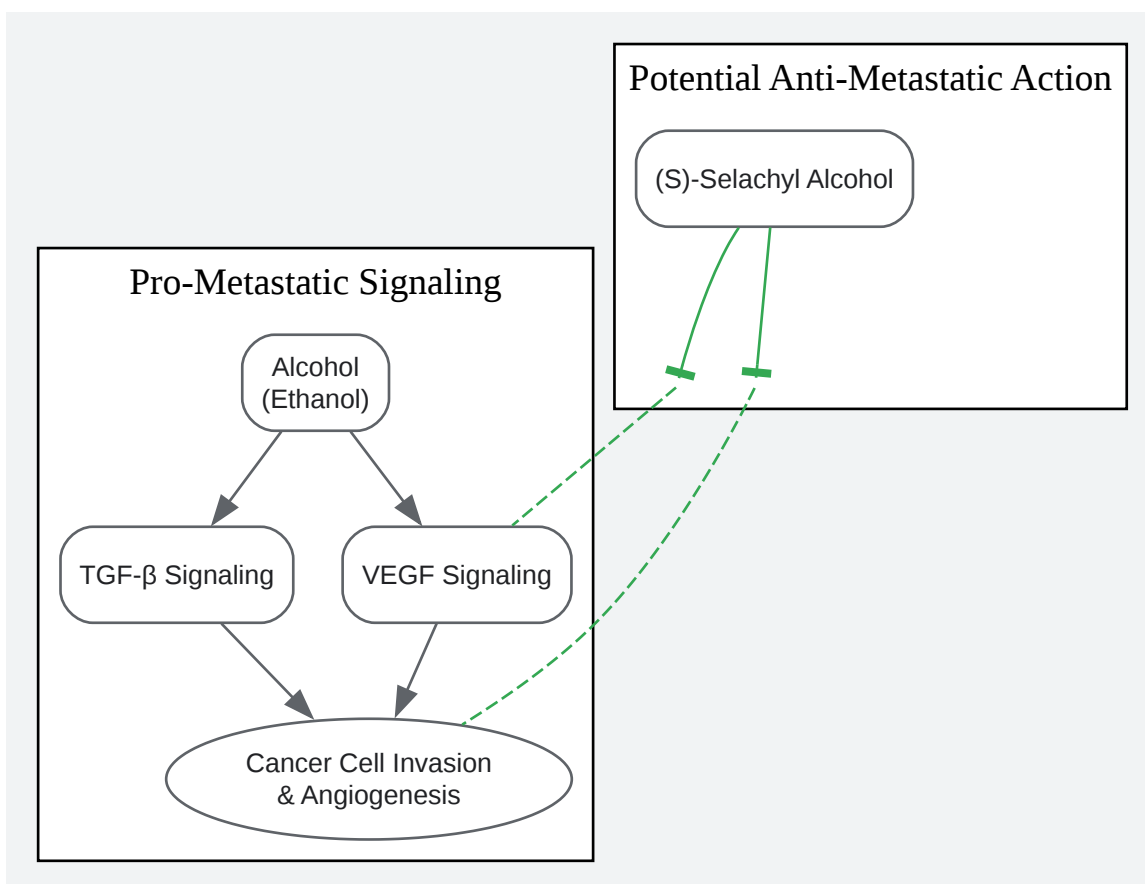 Potential Anti-Metastatic Action
(S)-Selachyl Alcohol
Pro-Metastatic Signaling
Alcohol
(Ethanol)
TGF-β Signaling
VEGF Signaling
Cancer Cell Invasion
& Angiogenesis